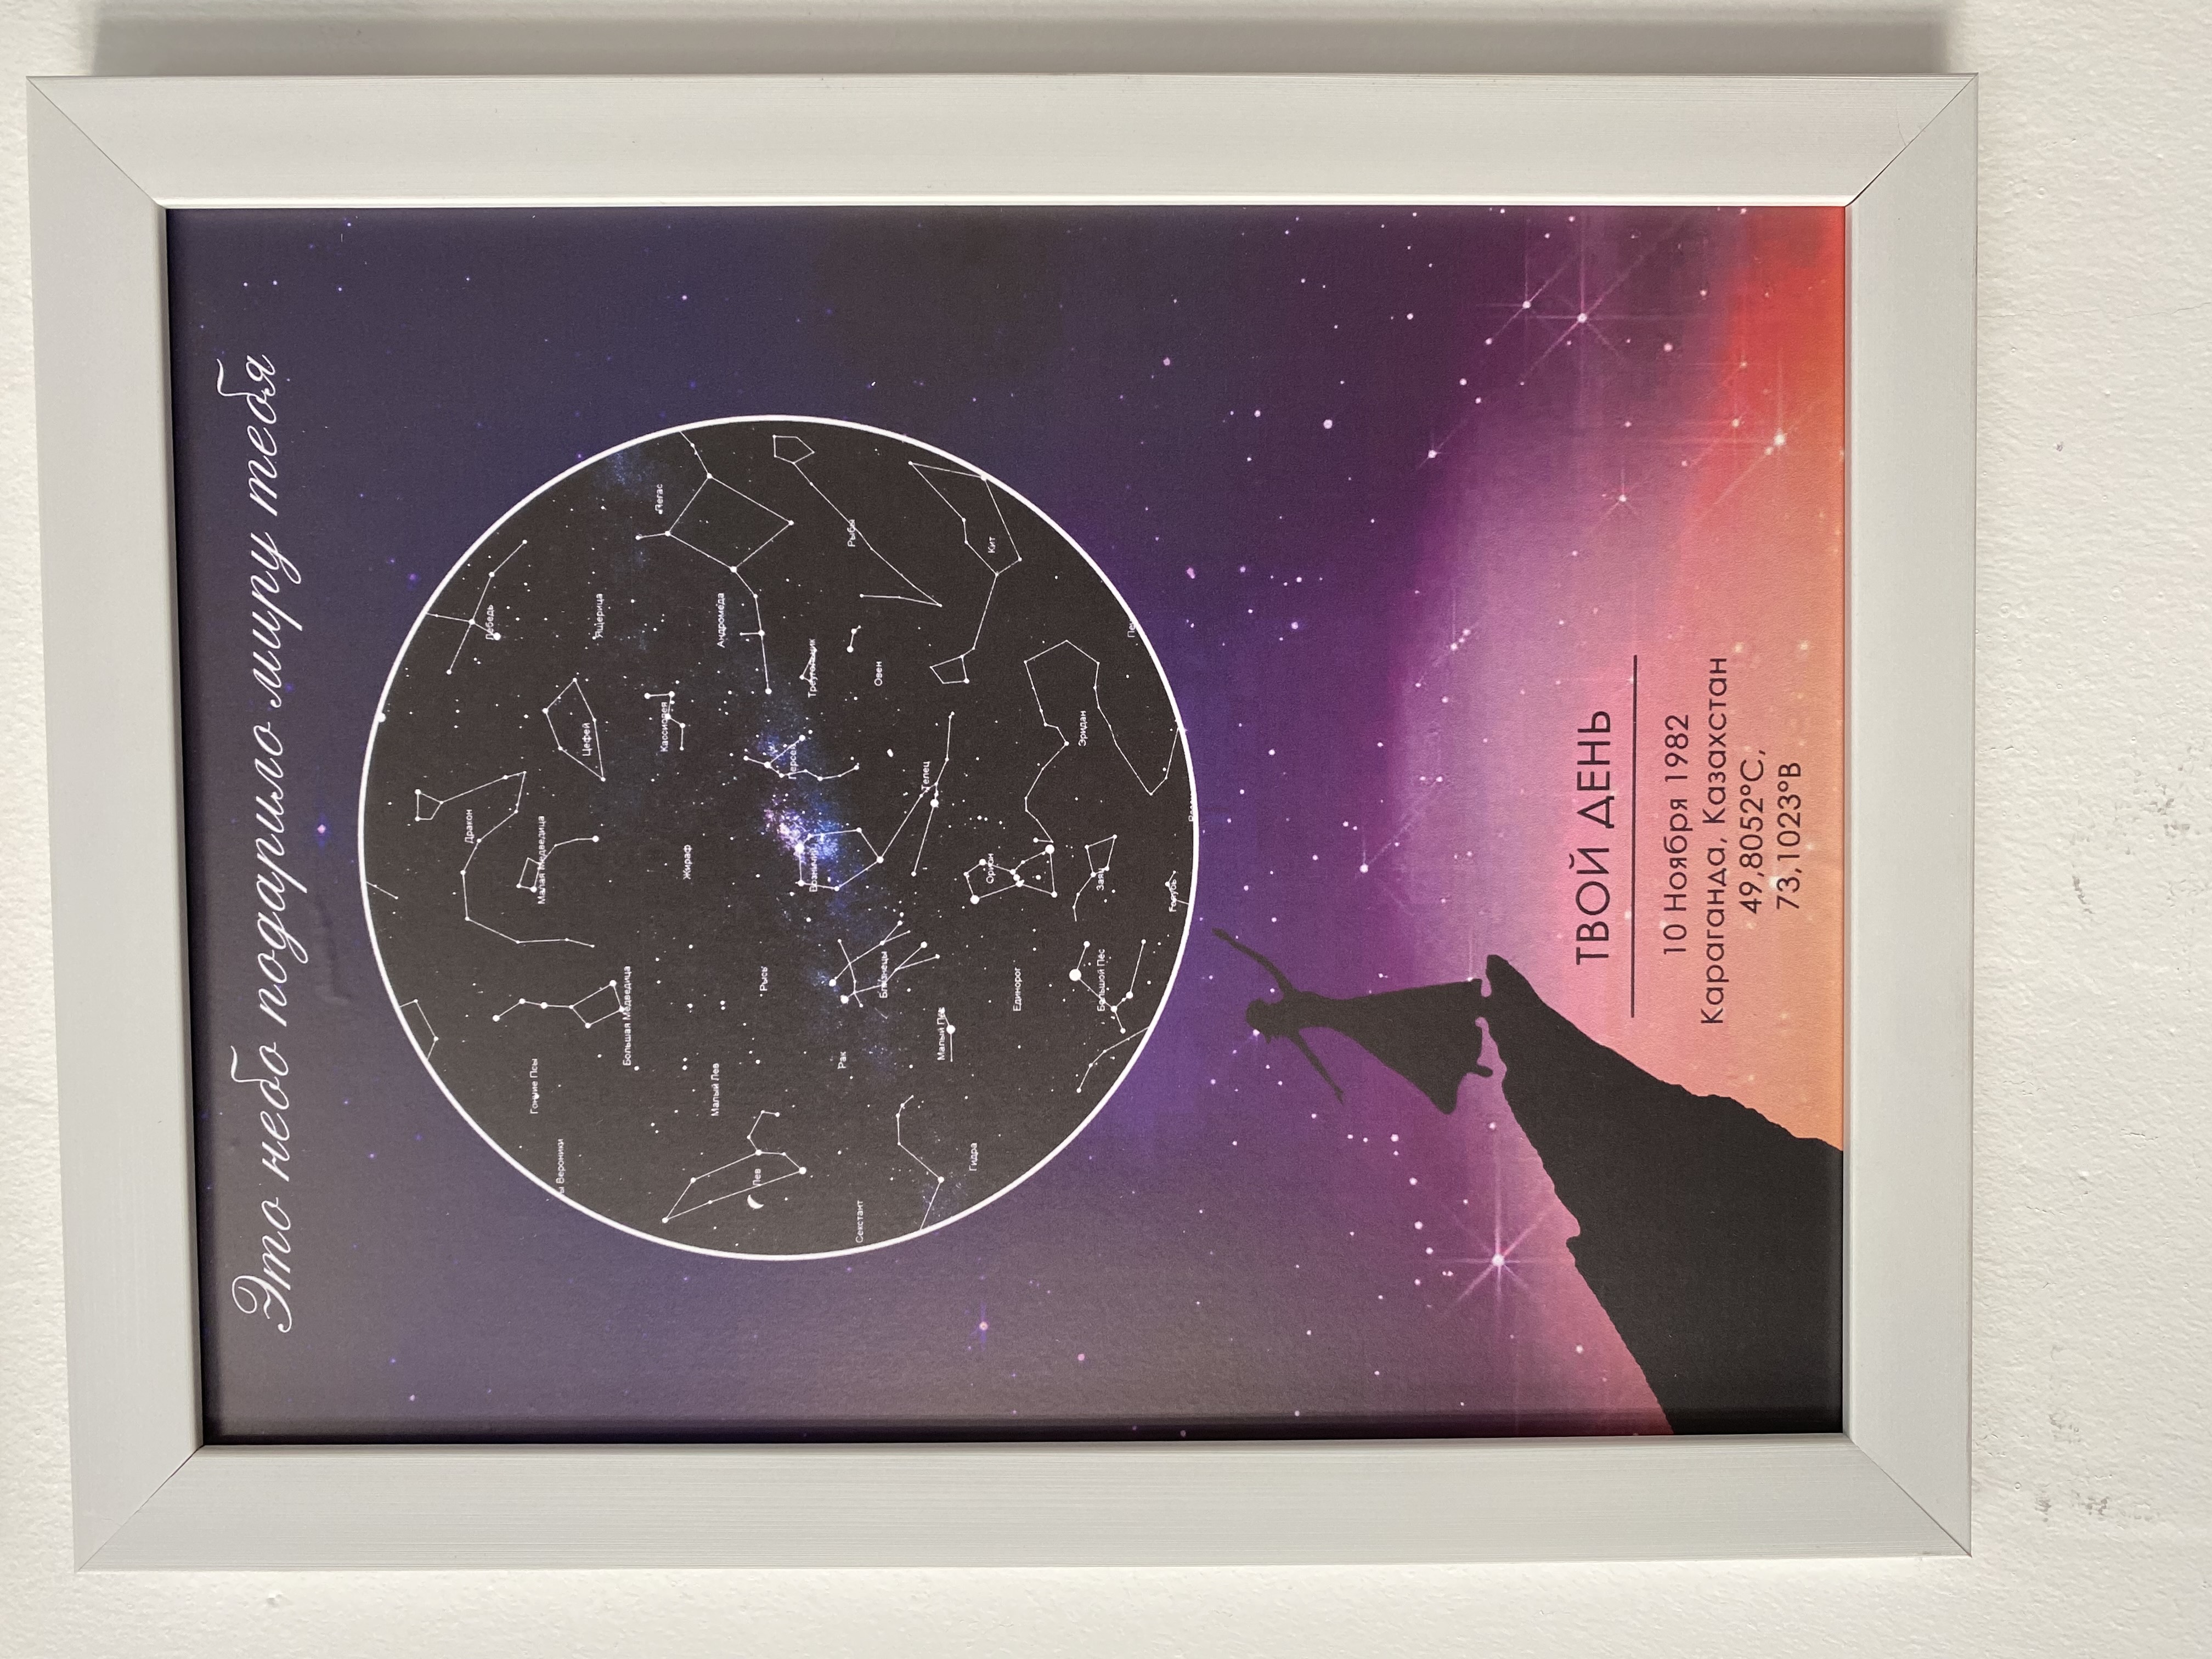 Это небо подарило миру тебя
Дракон
Лебедь
Гончие Псы
Малая Медведица
ы Вероники
Цефей
Ящерица
Большая Медведица
Кассиопея
Пегас
Жираф
Малый Лев
Андромеда
Лев
Рысь
Персей
Возничий
Треугольник
Рак
Рыбы
Секстант
Овен
Близнецы
Телец
Малый Пёс
Гидра
Орион
Кит
Единорог
Эридан
Большой Пёс
Заяц
Голубь
ТВОЙ ДЕНЬ
10 Ноября 1982
Караганда, Казахстан
49,8052°С,
73,1023°В